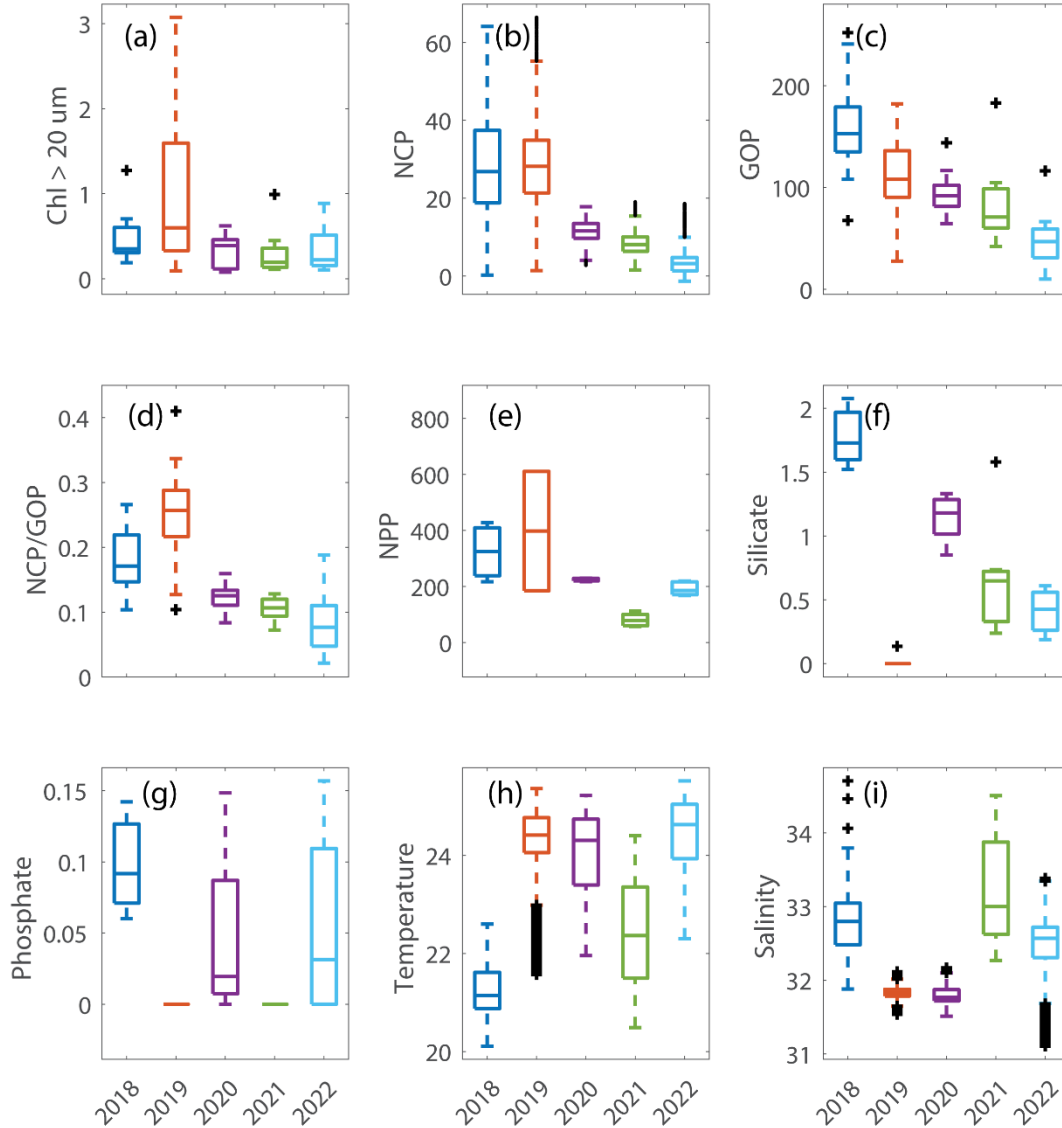 (a)
Chl > 20 um
3
2
1
0
(b)
NCP
60
40
20
0
(c)
GOP
200
100
0
(d)
NCP/GOP
0.4
0.3
0.2
0.1
0
(e)
NPP
800
600
400
200
0
(f)
Silicate
2
1.5
1
0.5
0
(g)
Phosphate
0.15
0.1
0.05
0
2018 2019 2020 2021 2022
(h)
Temperature
24
22
20
2018 2019 2020 2021 2022
(i)
Salinity
34
33
32
31
2018 2019 2020 2021 2022